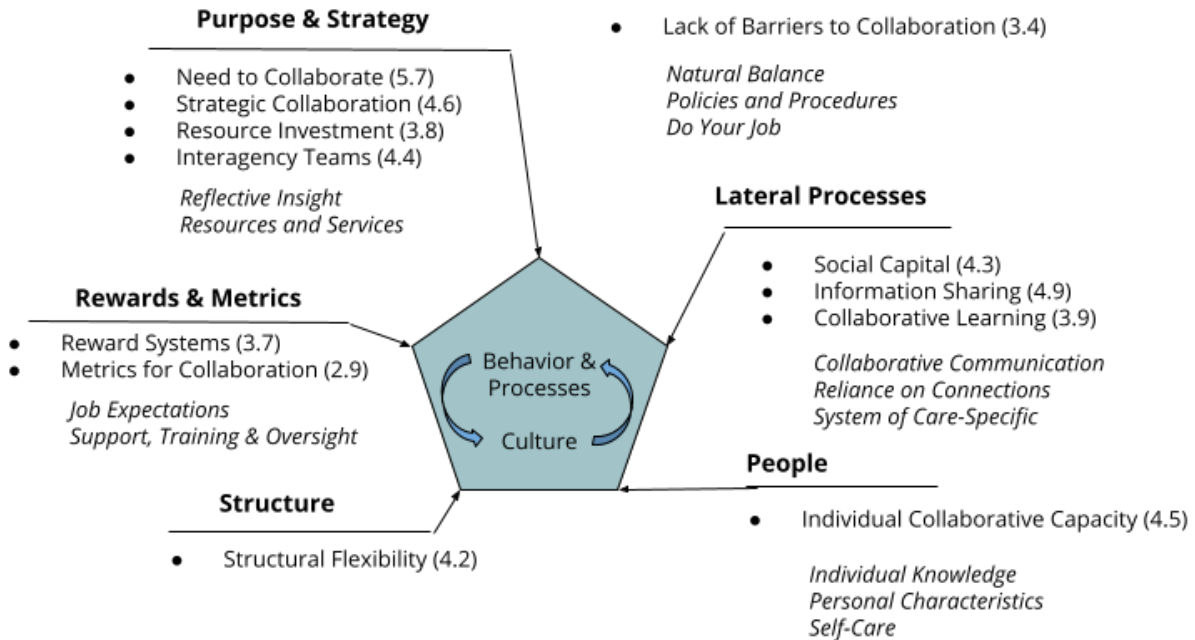 Purpose & Strategy
● Need to Collaborate (5.7)
● Strategic Collaboration (4.6)
● Resource Investment (3.8)
● Interagency Teams (4.4)
Reflective Insight
Resources and Services
● Lack of Barriers to Collaboration (3.4)
Natural Balance
Policies and Procedures
Do Your Job
Lateral Processes
● Social Capital (4.3)
● Information Sharing (4.9)
● Collaborative Learning (3.9)
Collaborative Communication
Reliance on Connections
System of Care-Specific
Rewards & Metrics
● Reward Systems (3.7)
● Metrics for Collaboration (2.9)
Job Expectations
Support, Training & Oversight
Behavior &
Processes
Culture
People
● Individual Collaborative Capacity (4.5)
Individual Knowledge
Personal Characteristics
Self-Care
Structure
● Structural Flexibility (4.2)